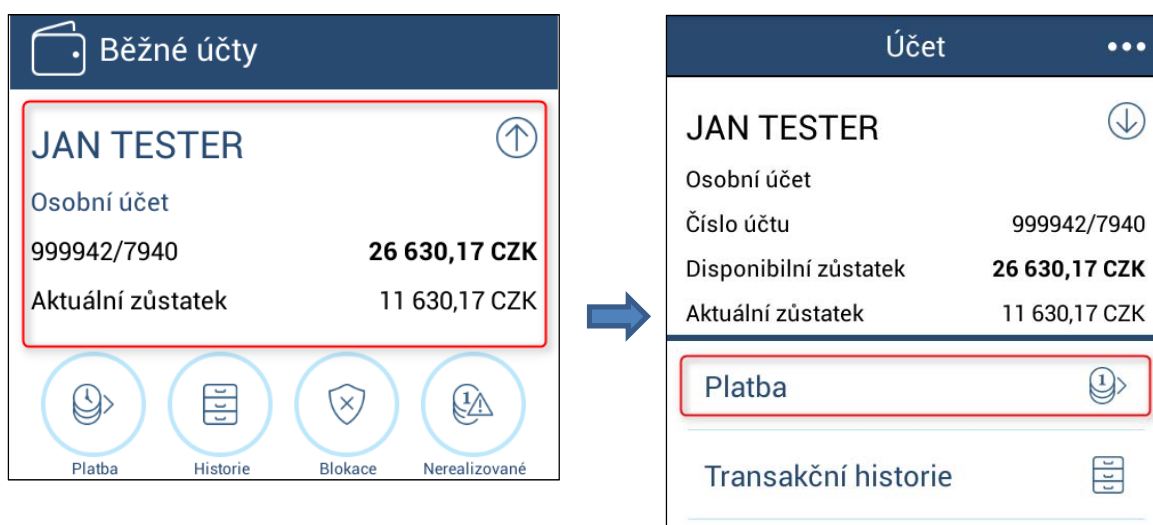 Běžné účty
JAN TESTER
Osobní účet
999942/7940 26 630,17 CZK
Aktuální zůstatek 11 630,17 CZK
Platba Historie Blokace Nerealizované
Účet
JAN TESTER
Osobní účet
Číslo účtu 999942/7940
Disponibilní zůstatek 26 630,17 CZK
Aktuální zůstatek 11 630,17 CZK
Platba
Transakční historie